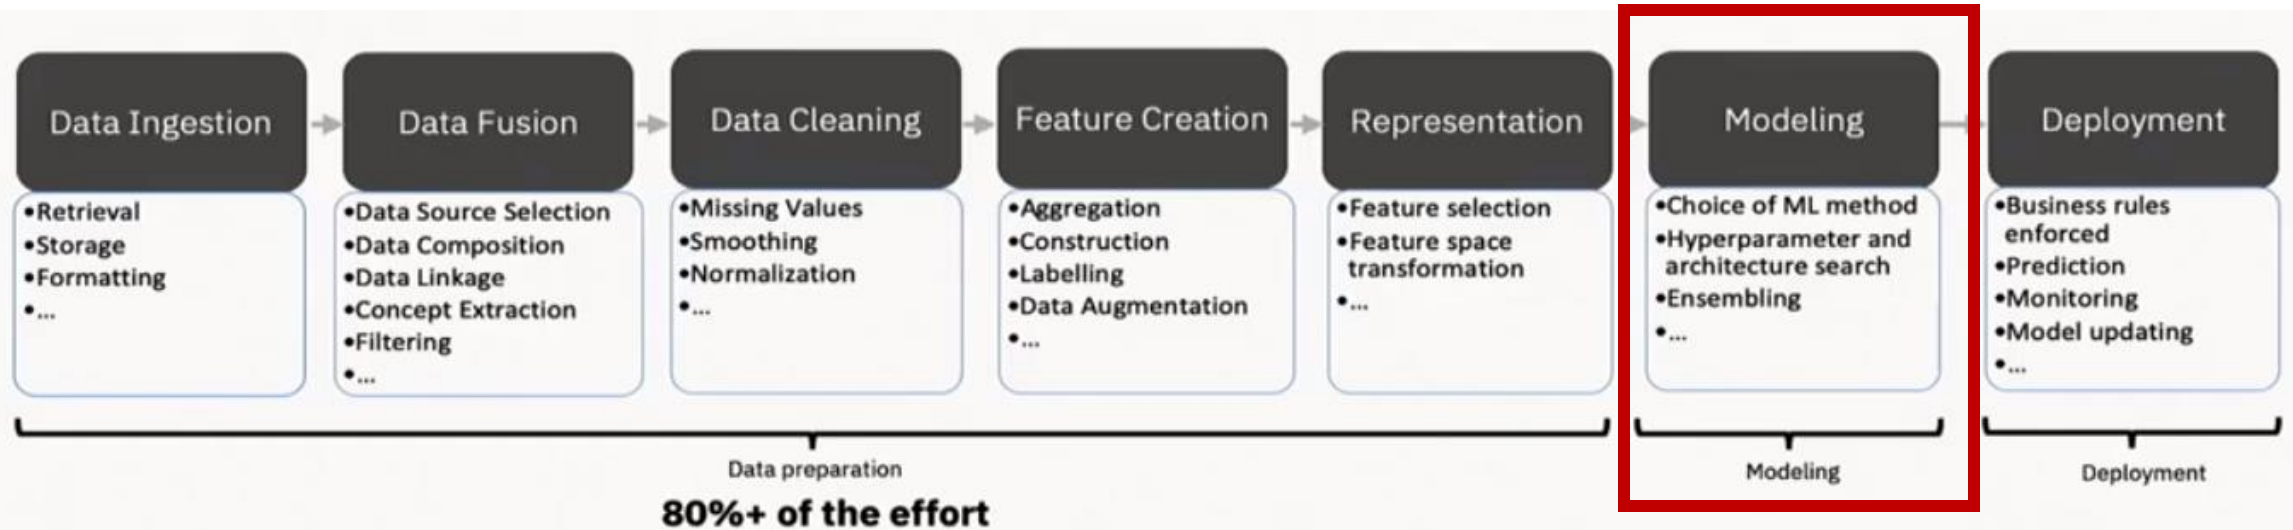 Data Ingestion
•Retrieval
•Storage
•Formatting
•...
Data Fusion
•Data Source Selection
•Data Composition
•Data Linkage
•Concept Extraction
•Filtering
•...
Data Cleaning
•Missing Values
•Smoothing
•Normalization
•...
Feature Creation
•Aggregation
•Construction
•Labelling
•Data Augmentation
•...
Representation
•Feature selection
•Feature space
transformation
•...
Modeling
•Choice of ML method
•Hyperparameter and
architecture search
•Ensembling
•...
Deployment
•Business rules
enforced
•Prediction
•Monitoring
•Model updating
•...
Data preparation
80%+ of the effort
Modeling
Deployment